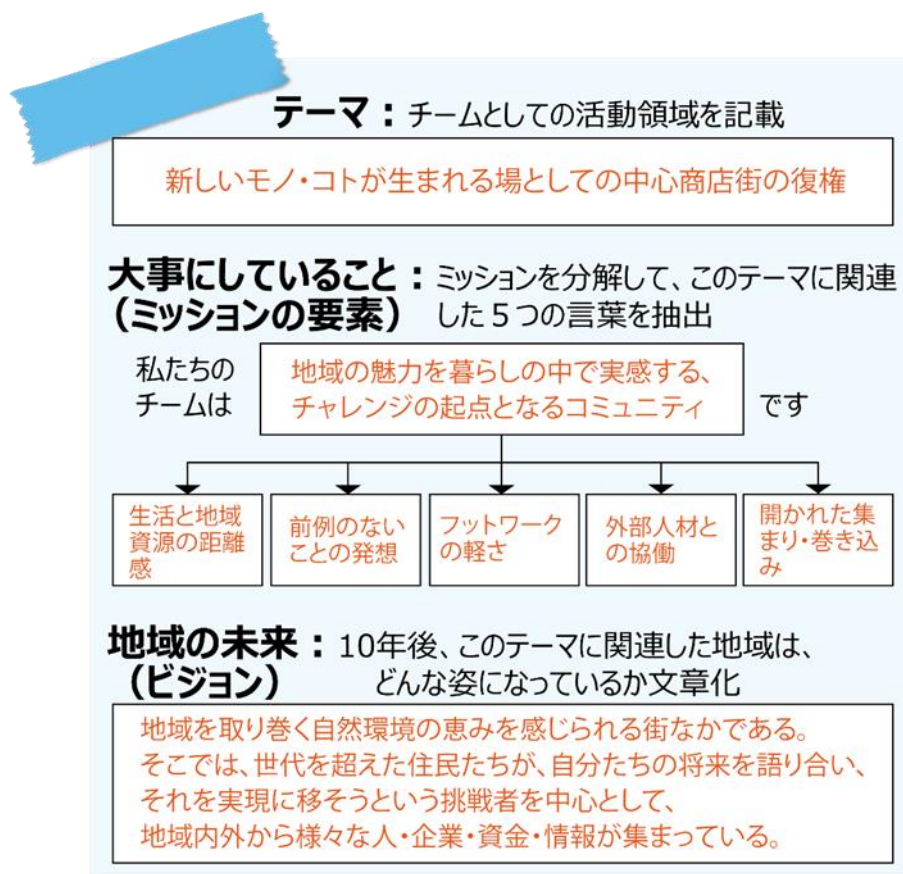 テーマ：チームとしての活動領域を記載
新しいモノ・コトが生まれる場としての中心商店街の復権
大事にしていること：ミッションを分解して、このテーマに関連
（ミッションの要素） した５つの言葉を抽出
私たちの
チームは
地域の魅力を暮らしの中で実感する、
チャレンジの起点となるコミュニティ
です
生活と地域
資源の距離
感
前例のない
ことの発想
フットワーク
の軽さ
外部人材と
の協働
開かれた集
まり・巻き込
み
地域の未来：10年後、このテーマに関連した地域は、
（ビジョン） どんな姿になっているか文章化
地域を取り巻く自然環境の恵みを感じられる街なかである。
そこでは、世代を超えた住民たちが、自分たちの将来を語り合い、
それを実現に移そうという挑戦者を中心として、
地域内外から様々な人・企業・資金・情報が集まっている。